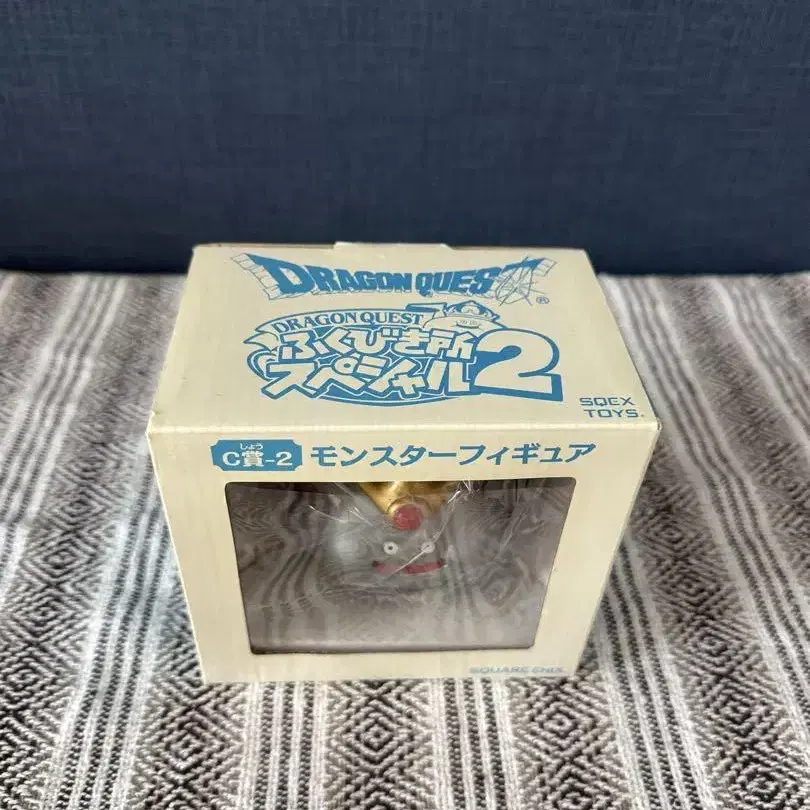 DRAGON QUEST®
DRAGON QUEST
ふくびき所
スペシャル2
SQEX
TOYS
しょう
C賞-2 モンスターフィギュア
SQUARE ENIX